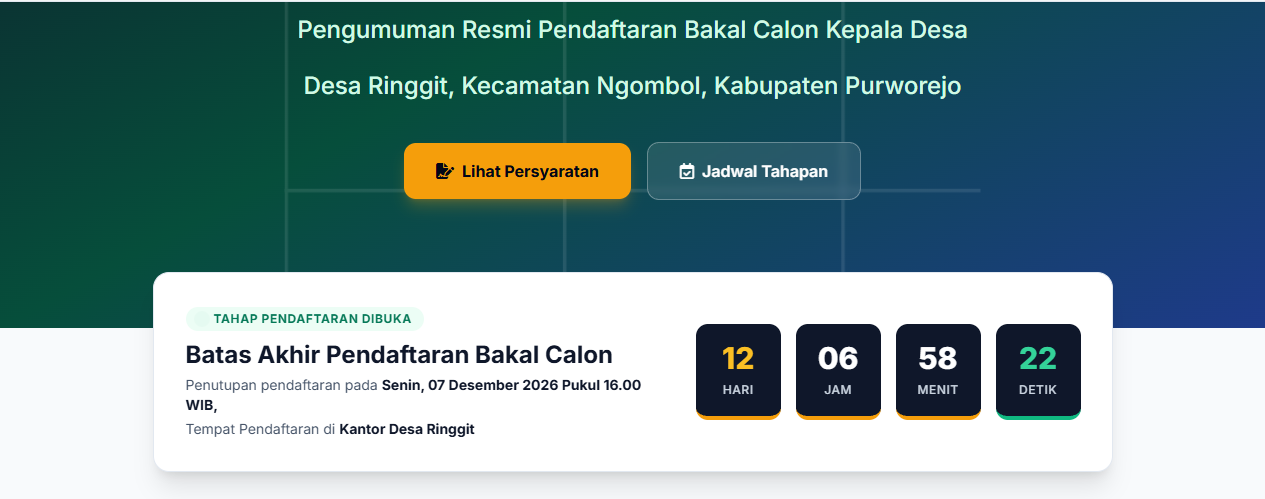 Pengumuman Resmi Pendaftaran Bakal Calon Kepala Desa
Desa Ringgit, Kecamatan Ngombol, Kabupaten Purworejo
Lihat Persyaratan
Jadwal Tahapan
TAHAP PENDAFTARAN DIBUKA
Batas Akhir Pendaftaran Bakal Calon
Penutupan pendaftaran pada Senin, 07 Desember 2026 Pukul 16.00
WIB,
Tempat Pendaftaran di Kantor Desa Ringgit
12
HARI
06
JAM
58
MENIT
22
DETIK